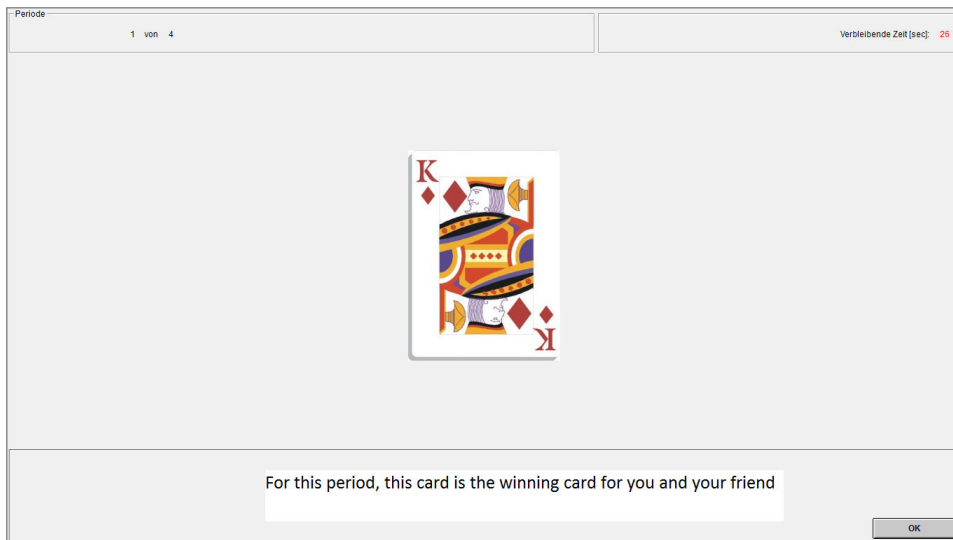 Periode
1 von 4
Verbleibende Zeit [sec]: 26
K
K
For this period, this card is the winning card for you and your friend
OK